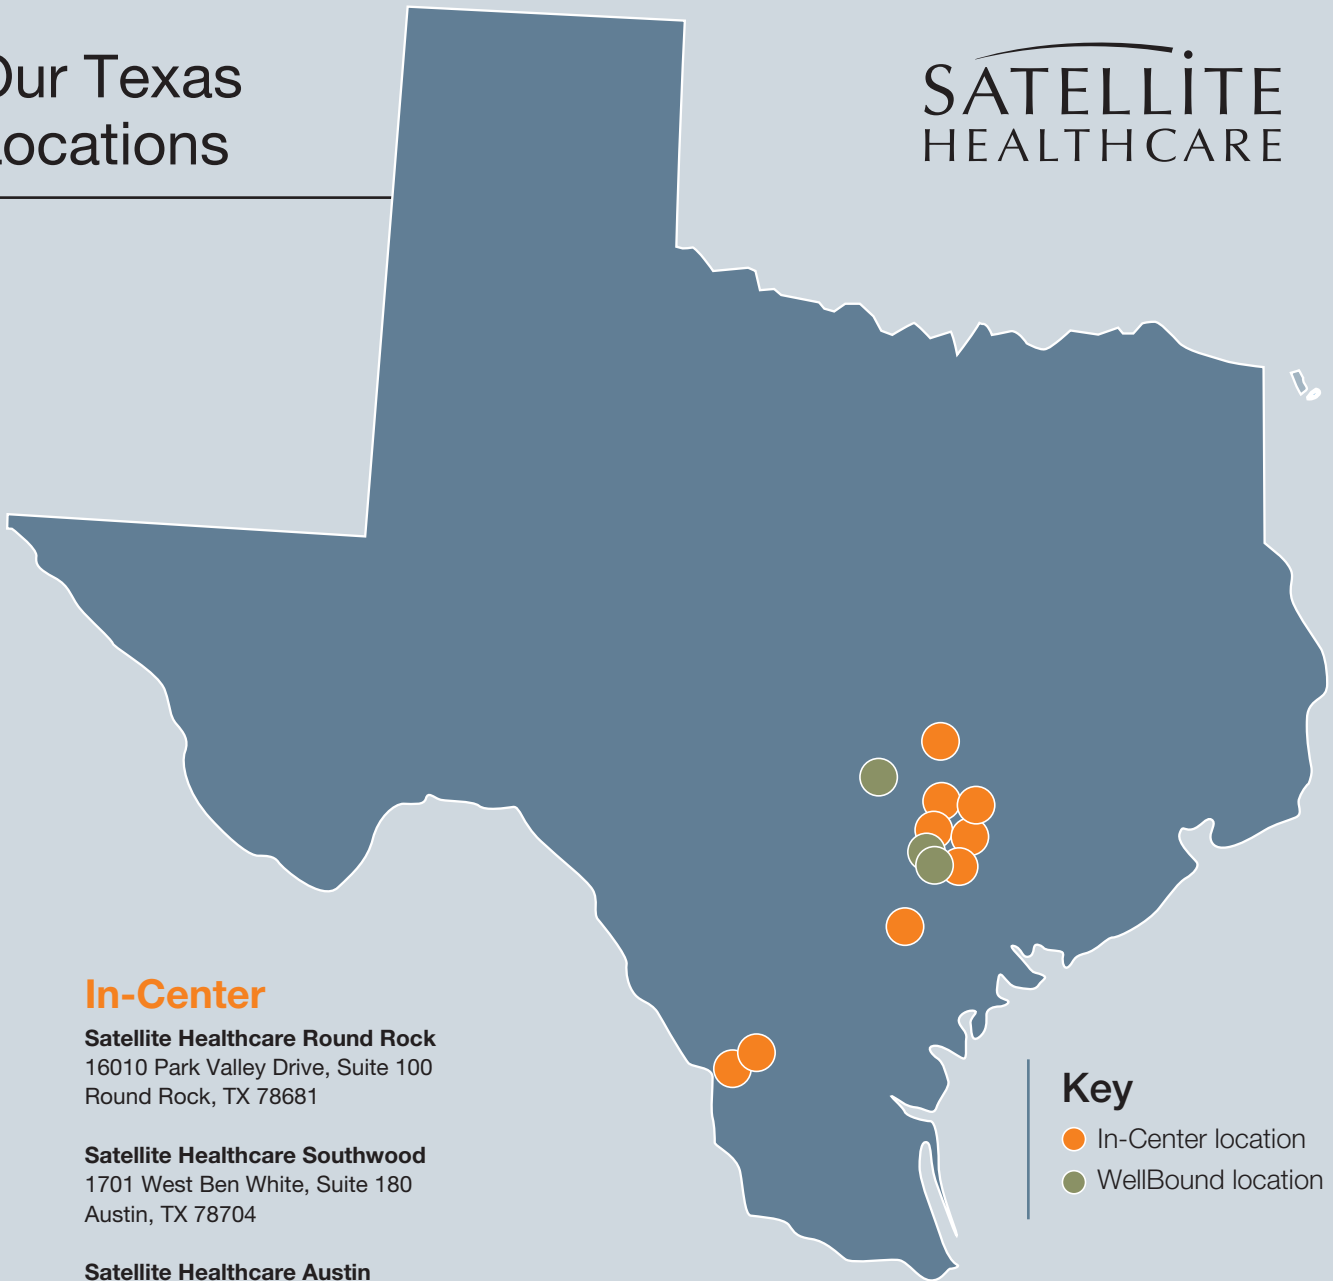 Our Texas
Locations
SATELLITE
HEALTHCARE
In-Center
Satellite Healthcare Round Rock
16010 Park Valley Drive, Suite 100
Round Rock, TX 78681
Satellite Healthcare Southwood
1701 West Ben White, Suite 180
Austin, TX 78704
Satellite Healthcare Austin
Key
In-Center location
WellBound location